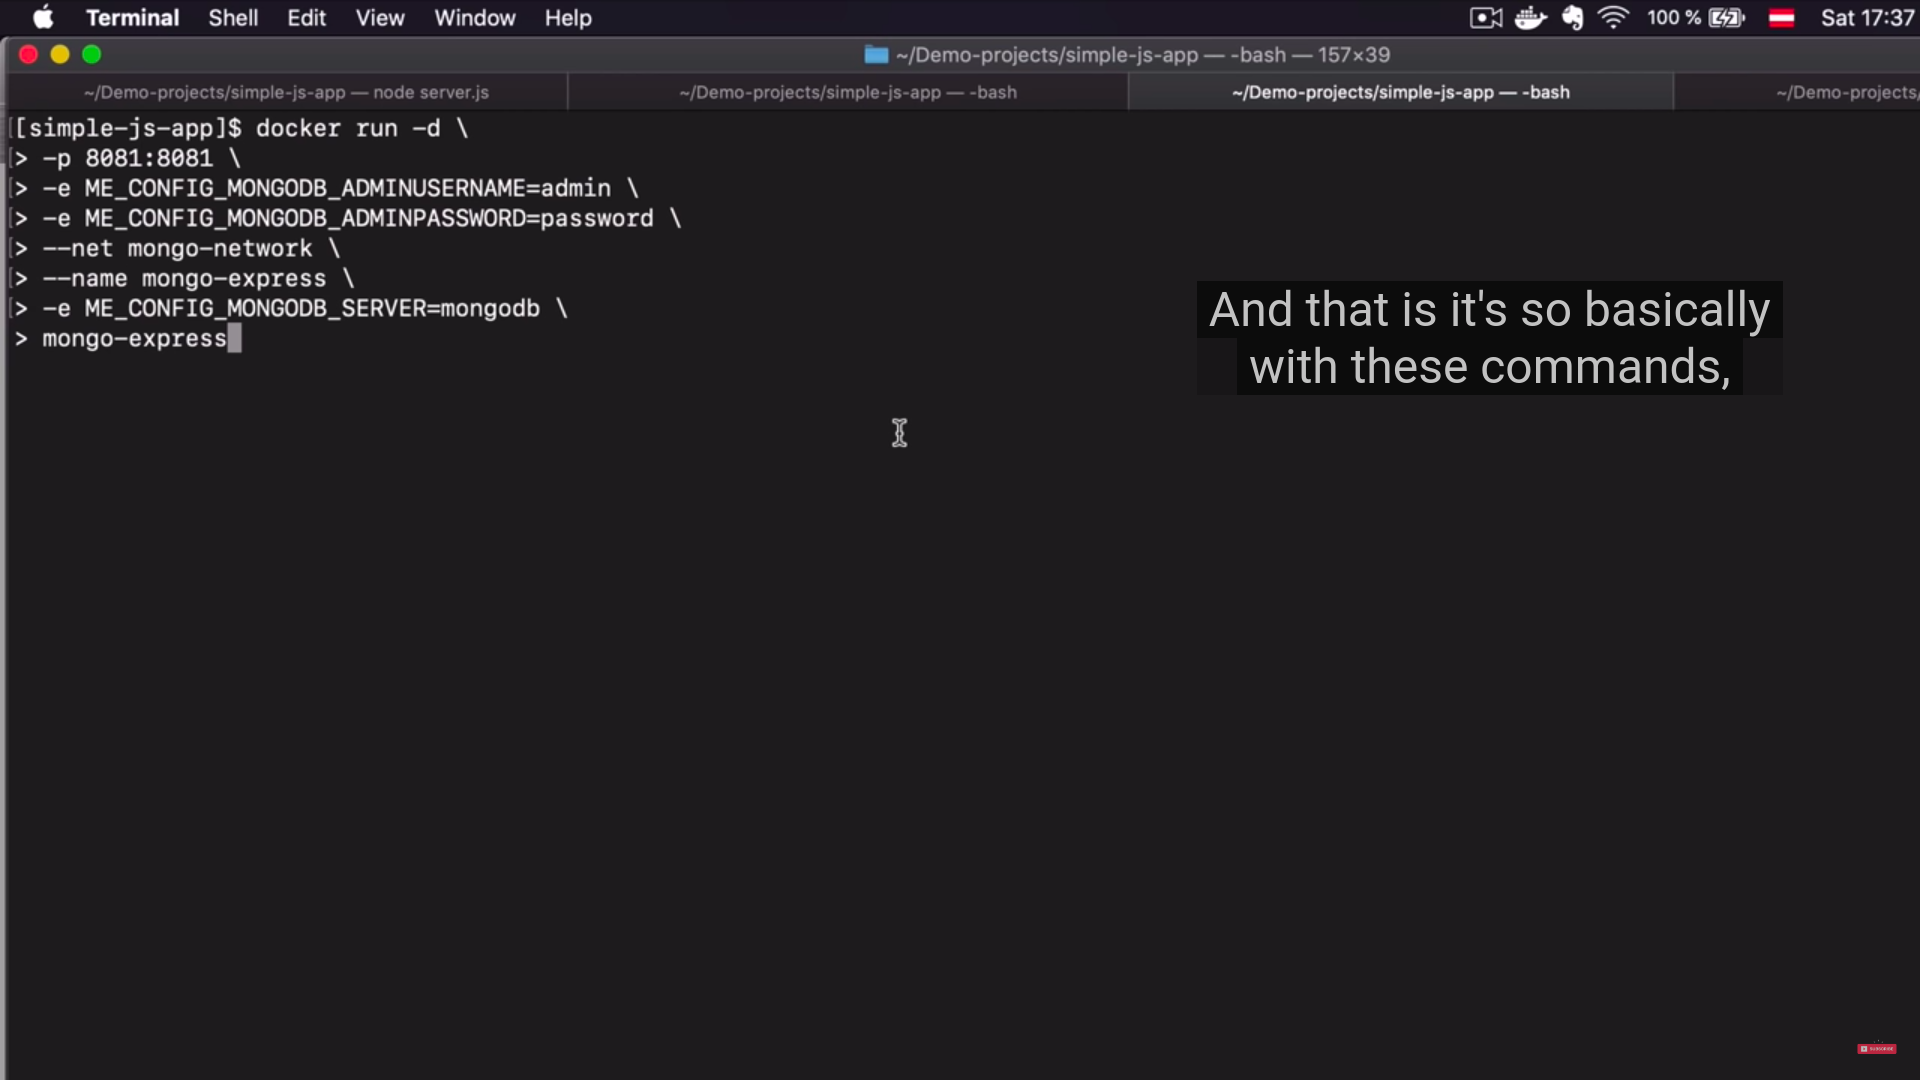 Terminal Shell Edit View Window Help 100 % Sat 17:37
~/Demo-projects/simple-js-app — -bash — 157×39
~/Demo-projects/simple-js-app — node server.js ~/Demo-projects/simple-js-app — -bash ~/Demo-projects/simple-js-app — -bash ~/Demo-projects/
[[simple-js-app]$ docker run -d \
[> -p 8081:8081 \
[> -e ME_CONFIG_MONGODB_ADMINUSERNAME=admin \
[> -e ME_CONFIG_MONGODB_ADMINPASSWORD=password \
[> --net mongo-network \
[> --name mongo-express \
[> -e ME_CONFIG_MONGODB_SERVER=mongodb \
> mongo-express
And that is it's so basically
with these commands,